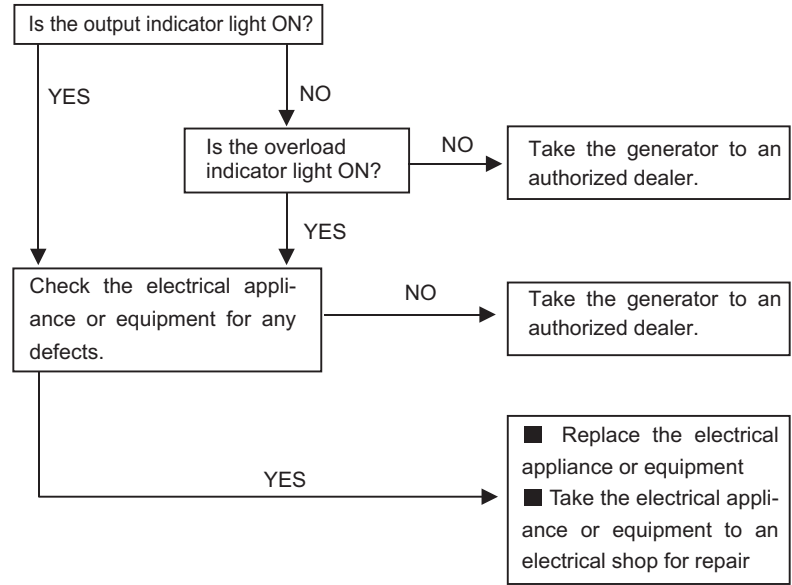 Is the output indicator light ON?
YES
NO
Is the overload
indicator light ON?
NO
Take the generator to an
authorized dealer.
YES
Check the electrical appli-
ance or equipment for any
defects.
NO
Take the generator to an
authorized dealer.
YES
■ Replace the electrical
appliance or equipment
■ Take the electrical appli-
ance or equipment to an
electrical shop for repair